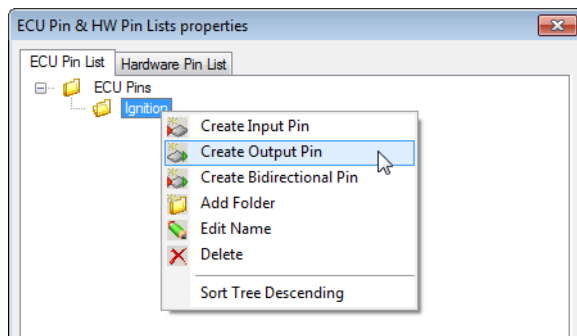 ECU Pin & HW Pin Lists properties
ECU Pin List
Hardware Pin List
ECU Pins
Ignition
Create Input Pin
Create Output Pin
Create Bidirectional Pin
Add Folder
Edit Name
Delete
Sort Tree Descending